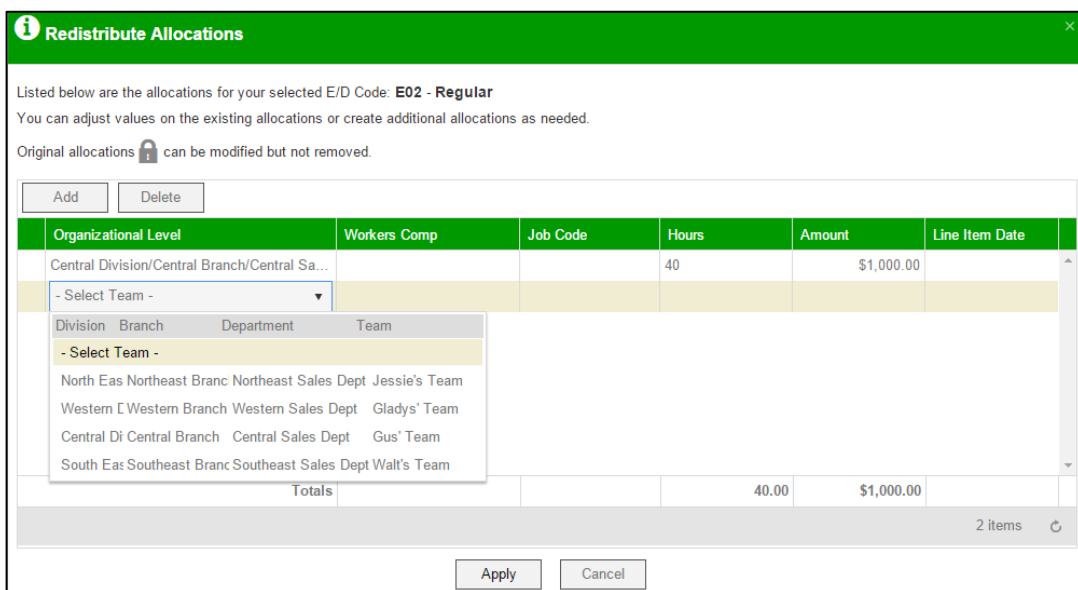 Redistribute Allocations
Listed below are the allocations for your selected E/D Code: E02 - Regular
You can adjust values on the existing allocations or create additional allocations as needed.
Original allocations can be modified but not removed.
Add Delete
Organizational Level Workers Comp Job Code Hours Amount Line Item Date
Central Division/Central Branch/Central Sa... 40 $1,000.00
- Select Team -
Division Branch Department Team
- Select Team -
North Eas Northeast Branc Northeast Sales Dept Jessie's Team
Western D Western Branch Western Sales Dept Gladys' Team
Central Di Central Branch Central Sales Dept Gus' Team
South Eas Southeast Branc Southeast Sales Dept Walt's Team
Totals 40.00 $1,000.00
2 items
Apply Cancel